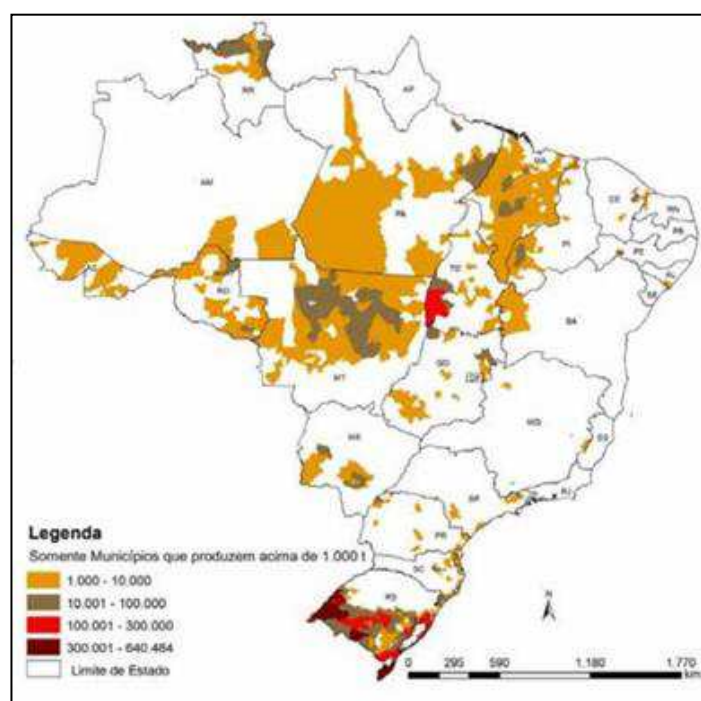 RR
AP
AM
PA
MA
CE
RN
PB
PE
PI
AC
RO
TO
SE
BA
MT
GO
DF
MG
ES
MS
SP
RJ
PR
SC
RS
Legenda
Somente Municípios que produzem acima de 1.000 t
1.000 - 10.000
10.001 - 100.000
100.001 - 300.000
300.001 - 640.464
Limite de Estado
N
0 295 590 1.180 1.770
km